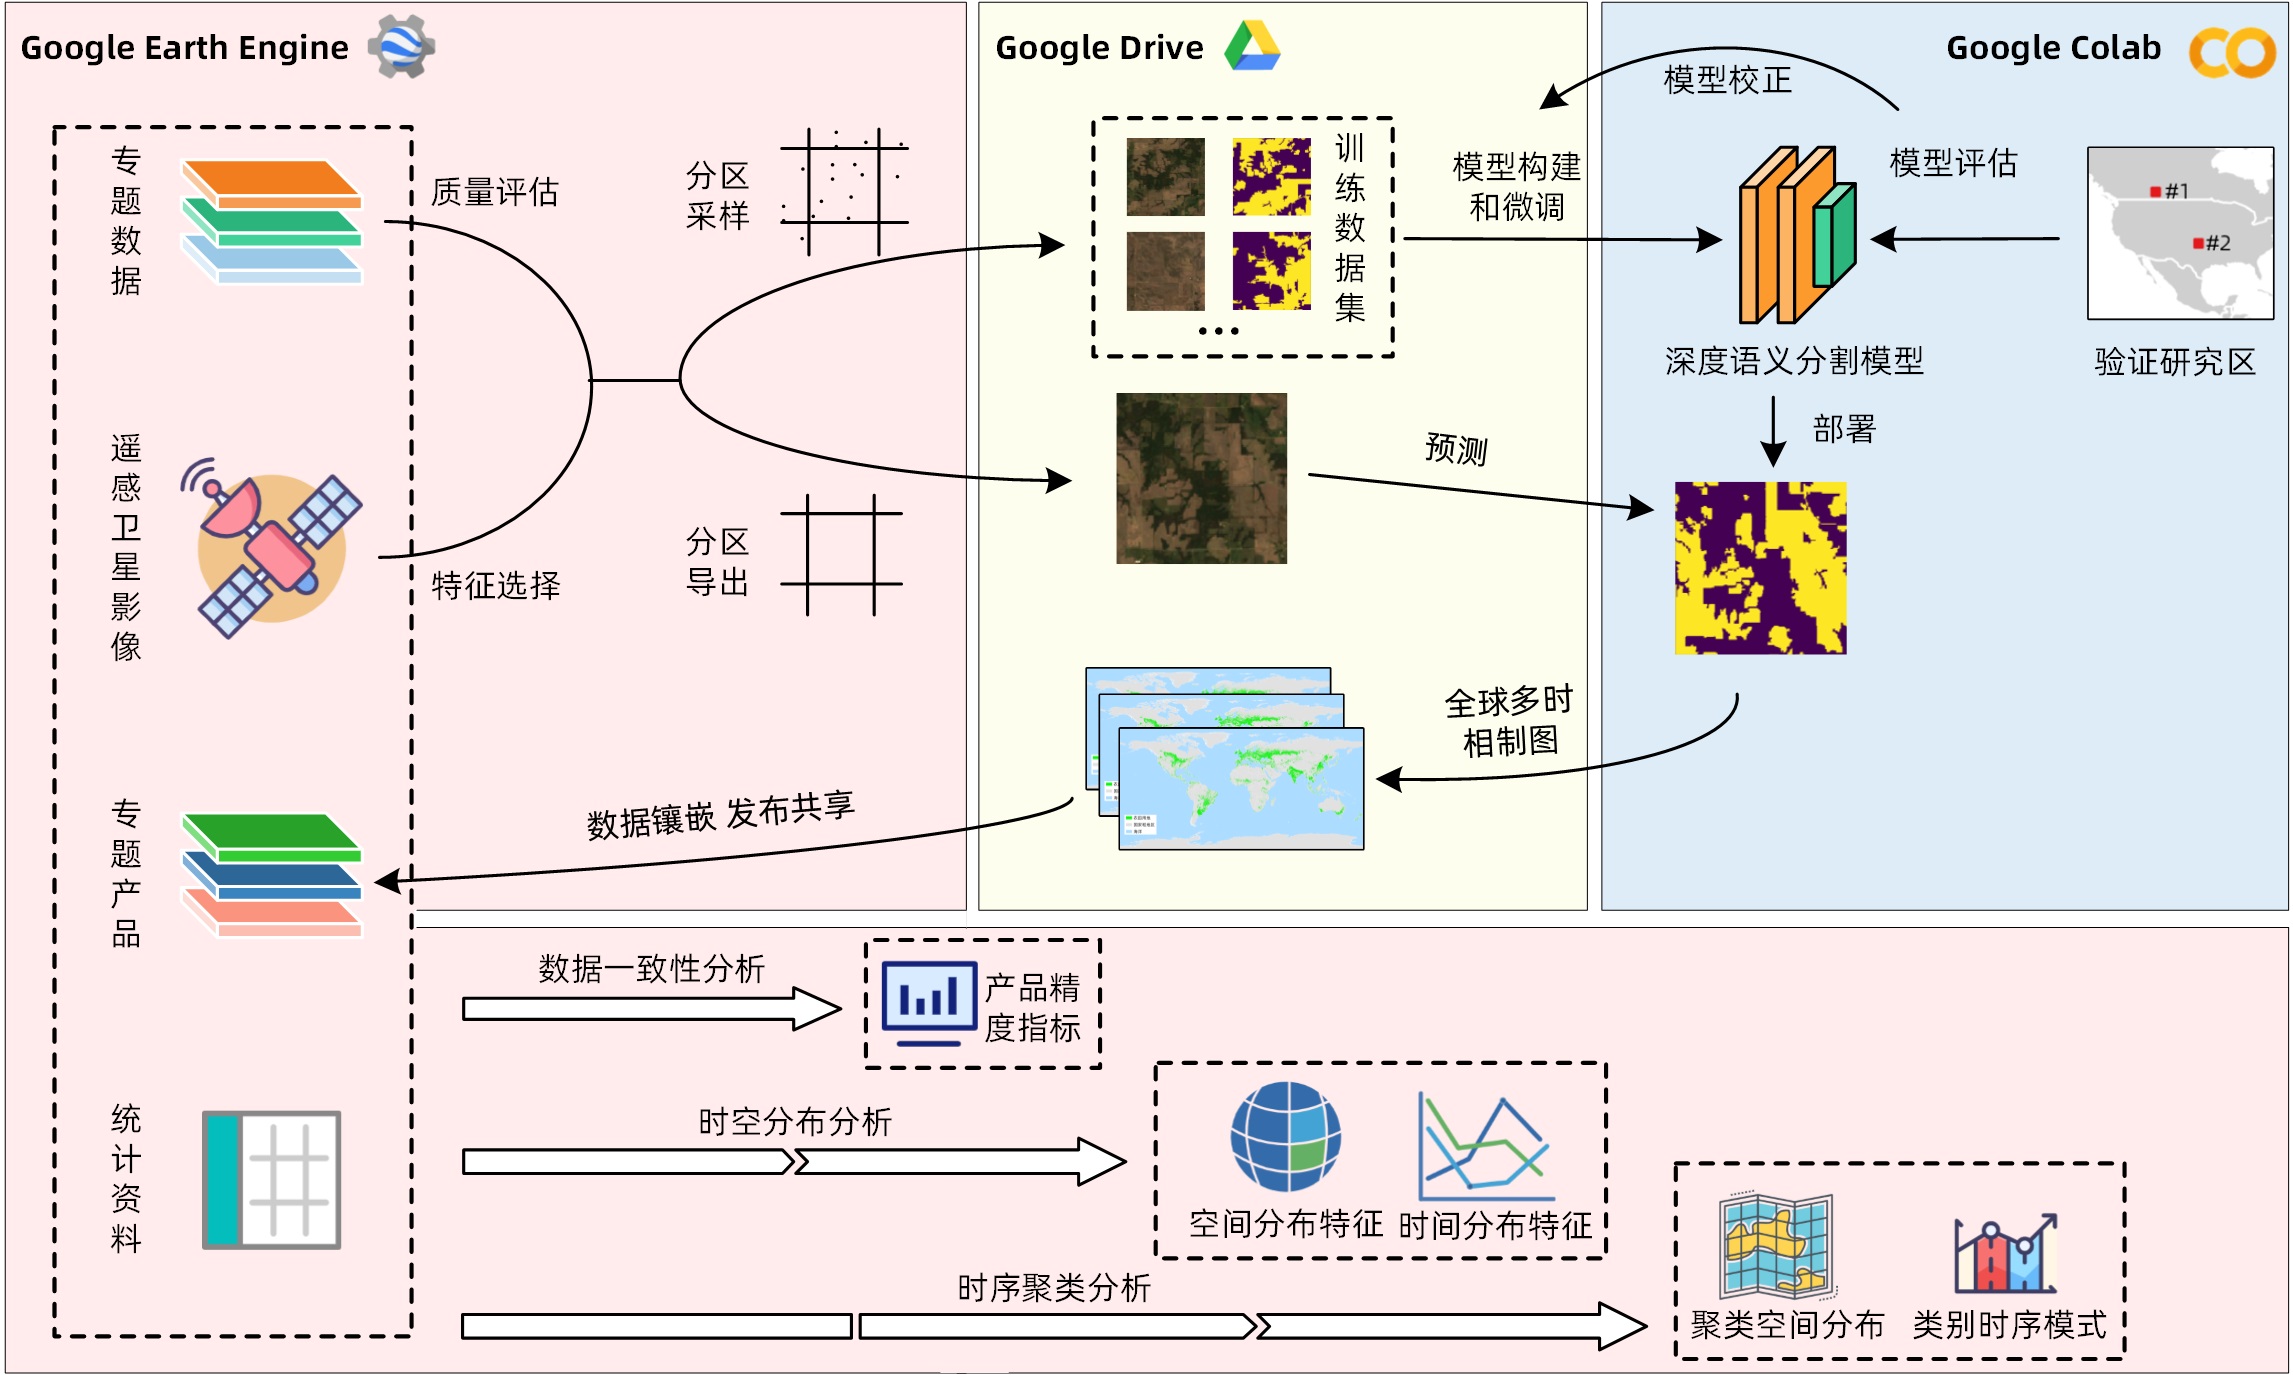 Google Earth Engine
专题数据
质量评估
分区
采样
遥感卫星影像
特征选择
分区
导出
专题产品
数据镶嵌 发布共享
统计资料
Google Drive
训练数据集
...
模型构建
和微调
预测
全球多时
相制图
Google Colab
模型校正
模型评估
#1
#2
深度语义分割模型
验证研究区
部署
数据一致性分析
产品精
度指标
时空分布分析
空间分布特征
时间分布特征
时序聚类分析
聚类空间分布
类别时序模式